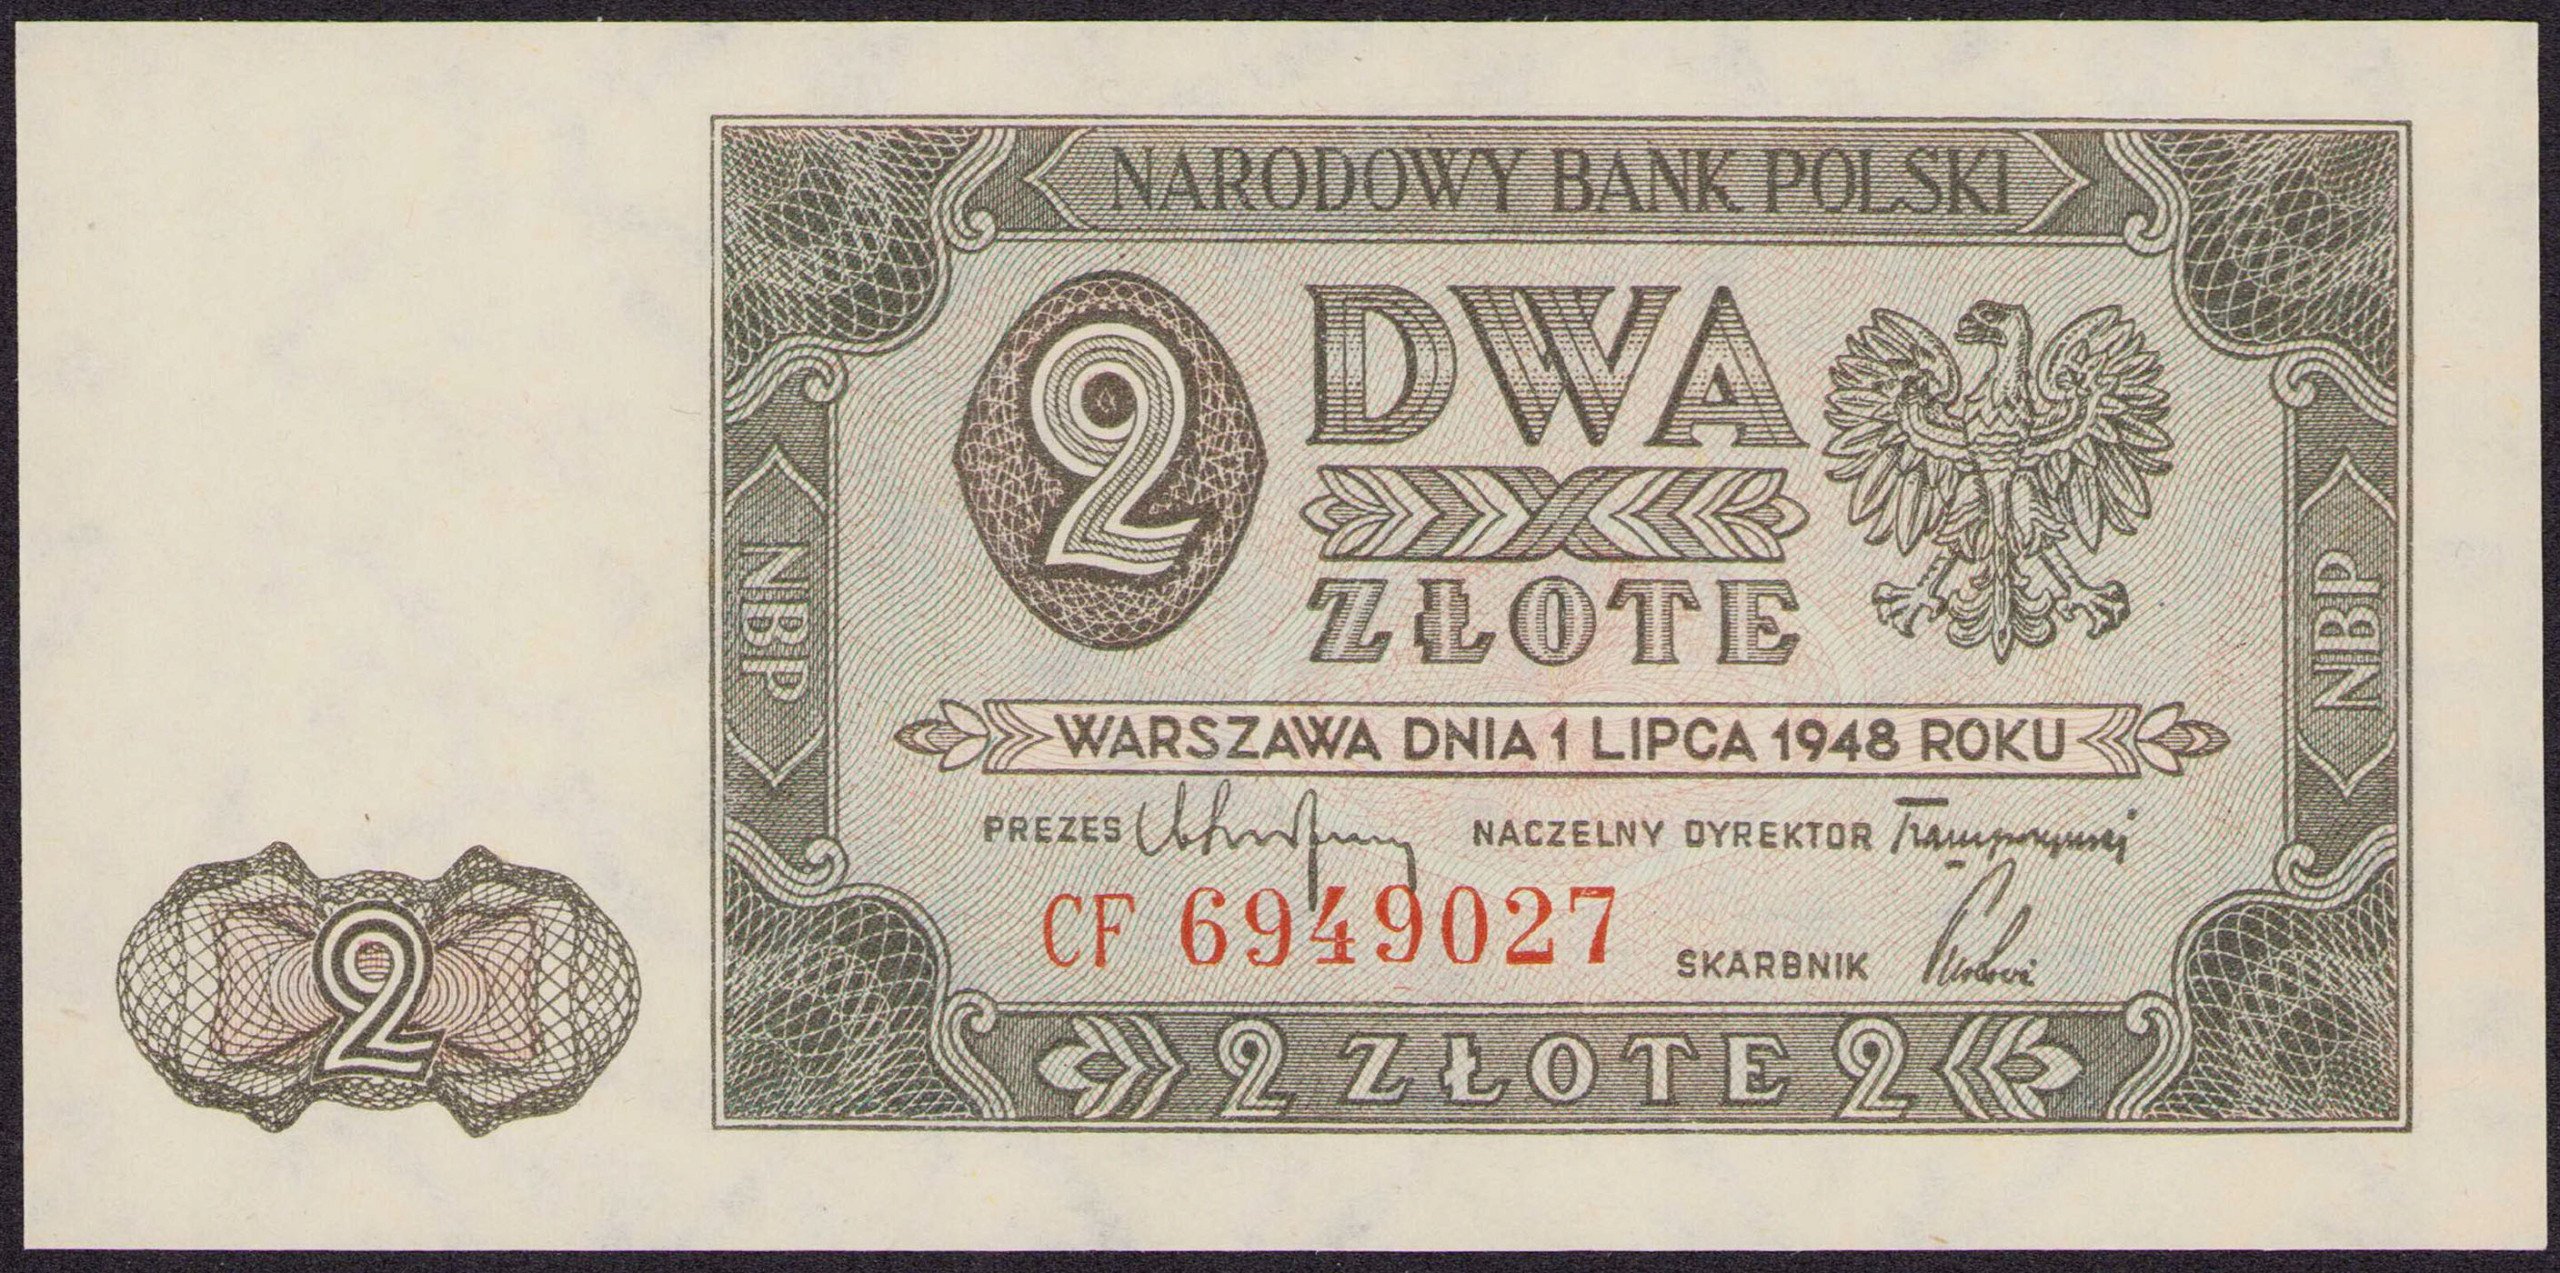 NARODOWY BANK POLSKI
2
DWA
ZŁOTE
NBP
NBP
WARSZAWA DNIA 1 LIPCA 1948 ROKU
PREZES
NACZELNY DYREKTOR
CF 6949027
SKARBNIK
2
2 ZŁOTE 2